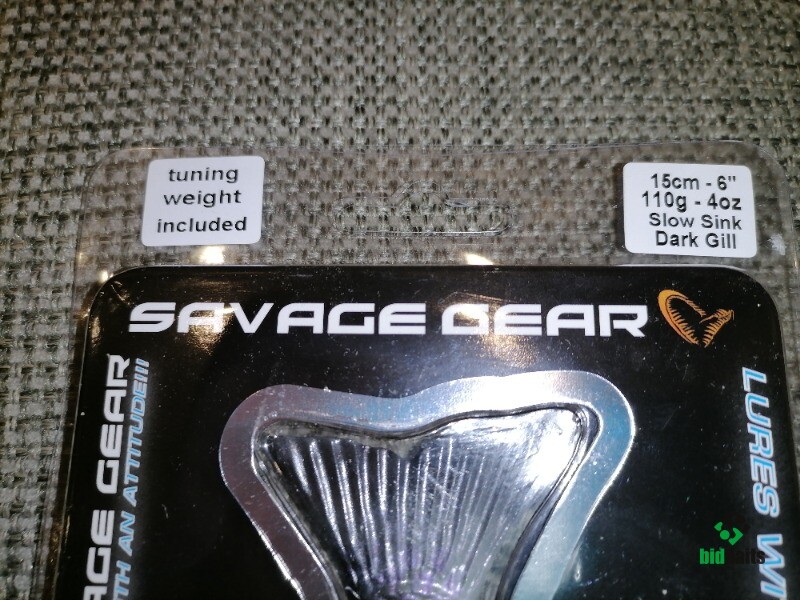 tuning
weight
included
15cm - 6"
110g - 4oz
Slow Sink
Dark Gill
SAVAGE GEAR
AGE GEAR
TH AN ATTITUDE!!!
LURES WI
bidbaits